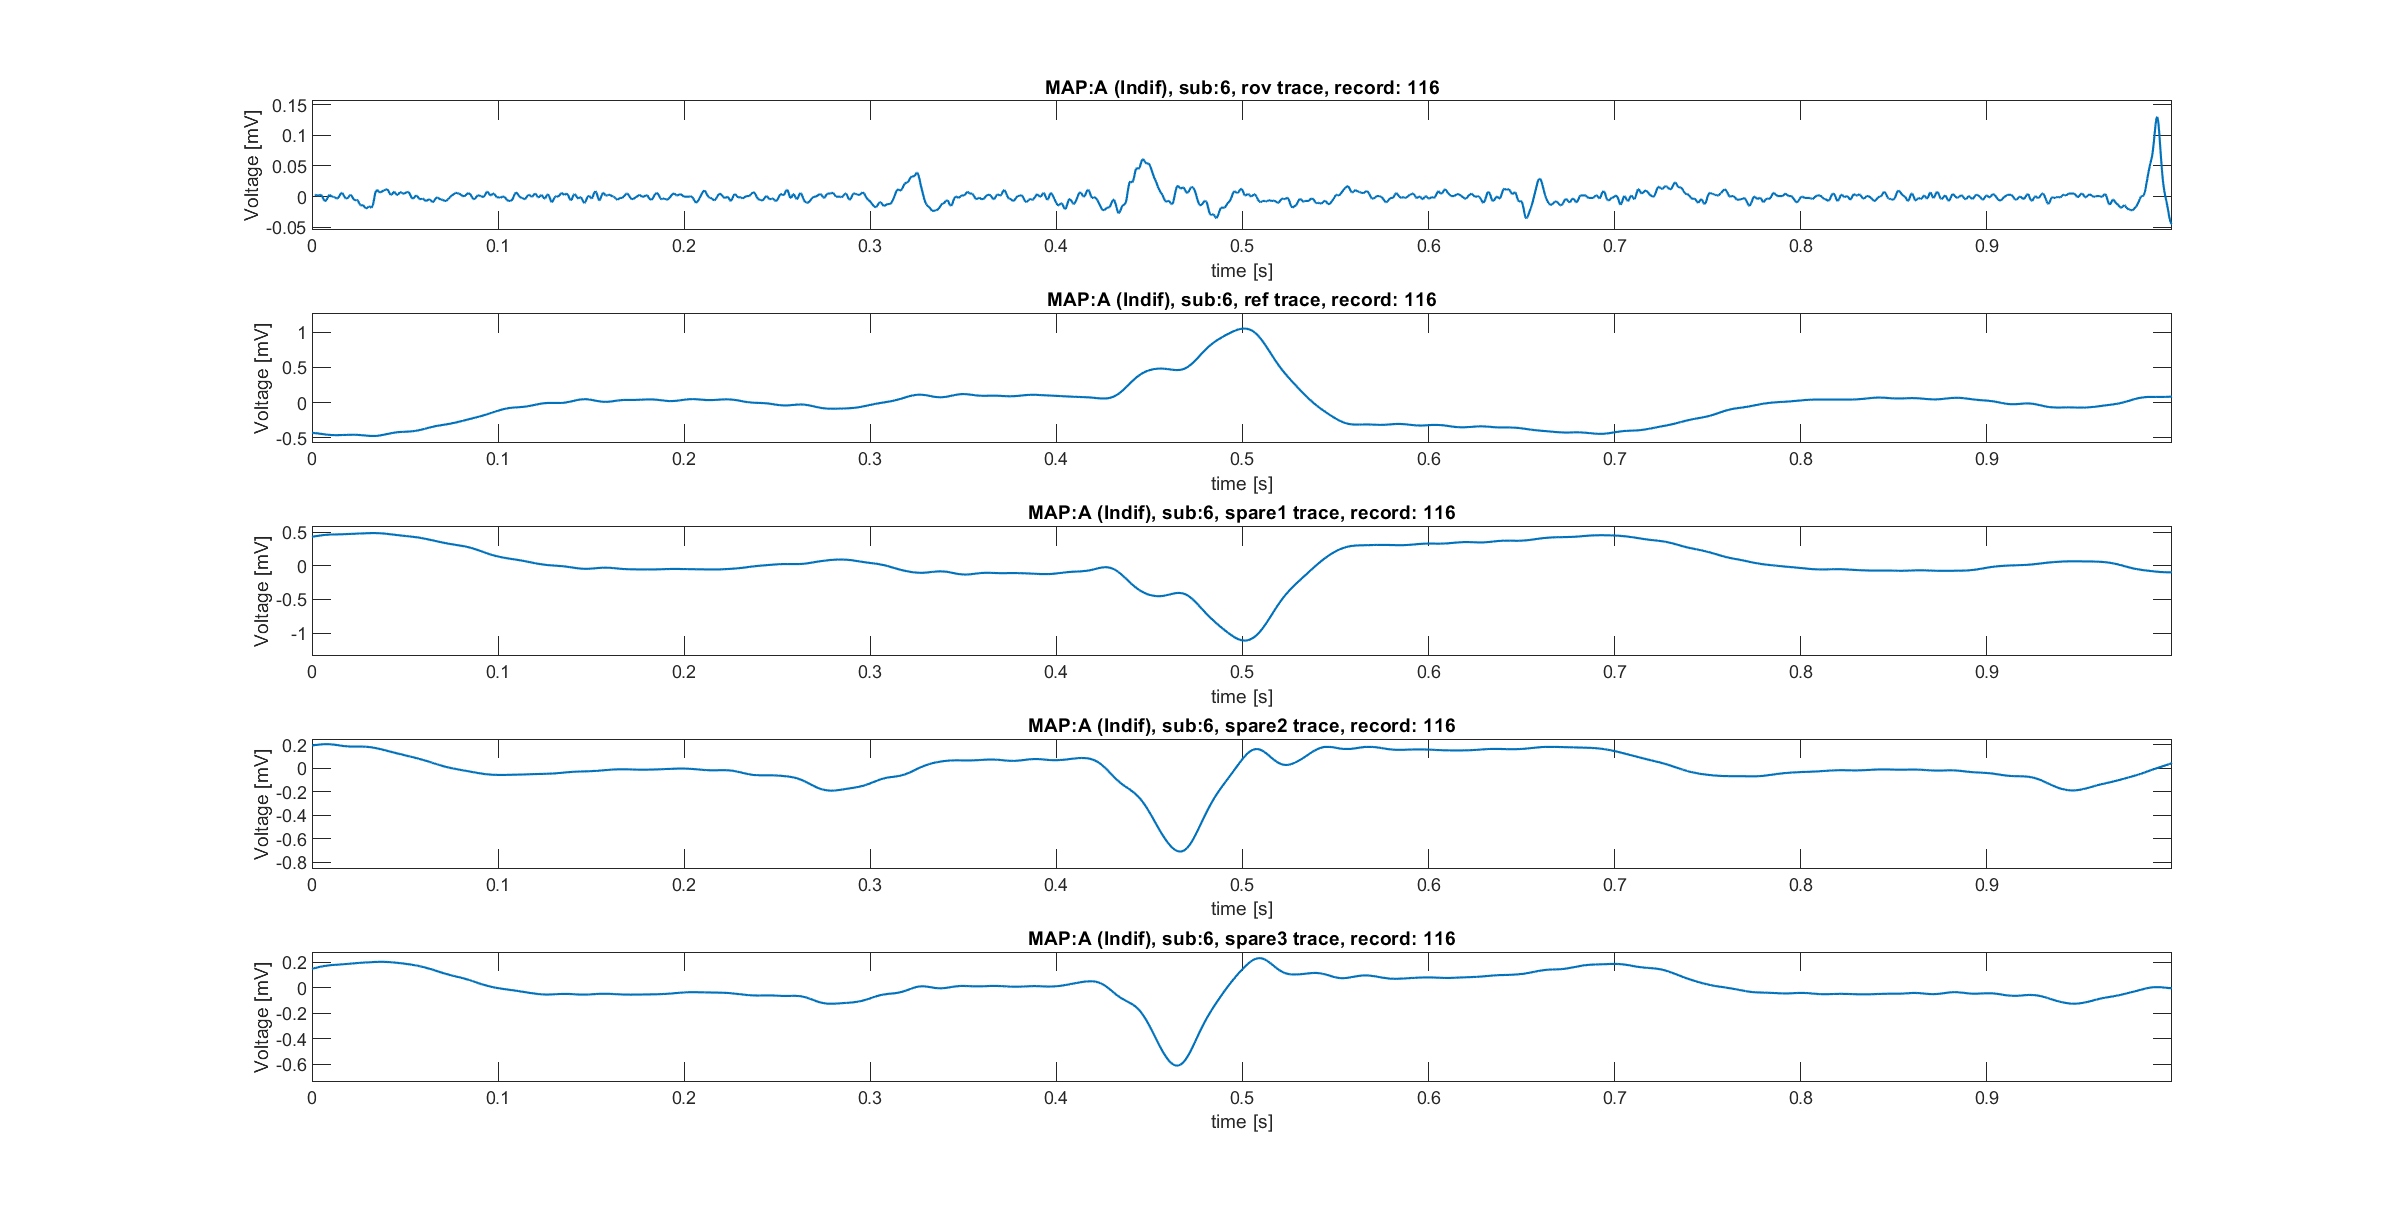 MAP:A (Indif), sub:6, rov trace, record: 116
Voltage [mV]
0.15
0.1
0.05
0
-0.05
0 0.1 0.2 0.3 0.4 0.5 0.6 0.7 0.8 0.9
time [s]
MAP:A (Indif), sub:6, ref trace, record: 116
Voltage [mV]
1
0.5
0
-0.5
0 0.1 0.2 0.3 0.4 0.5 0.6 0.7 0.8 0.9
time [s]
MAP:A (Indif), sub:6, spare1 trace, record: 116
Voltage [mV]
0.5
0
-0.5
-1
0 0.1 0.2 0.3 0.4 0.5 0.6 0.7 0.8 0.9
time [s]
MAP:A (Indif), sub:6, spare2 trace, record: 116
Voltage [mV]
0.2
0
-0.2
-0.4
-0.6
-0.8
0 0.1 0.2 0.3 0.4 0.5 0.6 0.7 0.8 0.9
time [s]
MAP:A (Indif), sub:6, spare3 trace, record: 116
Voltage [mV]
0.2
0
-0.2
-0.4
-0.6
0 0.1 0.2 0.3 0.4 0.5 0.6 0.7 0.8 0.9
time [s]